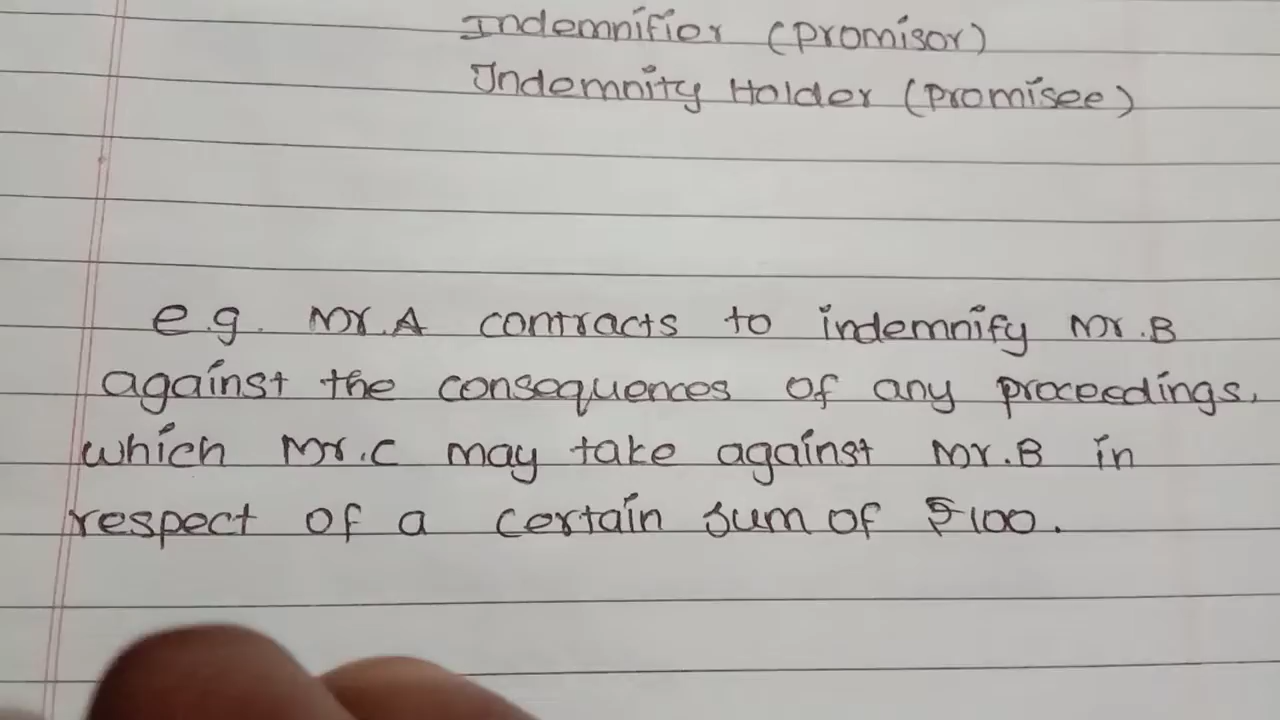 Indemnifier (Promisor)
Indemnity Holder (Promisee)
e.g. Mr.A contracts to indemnify Mr.B
against the consequences of any proceedings,
which Mr.C may take against Mr.B in
respect of a certain sum of ₹100.